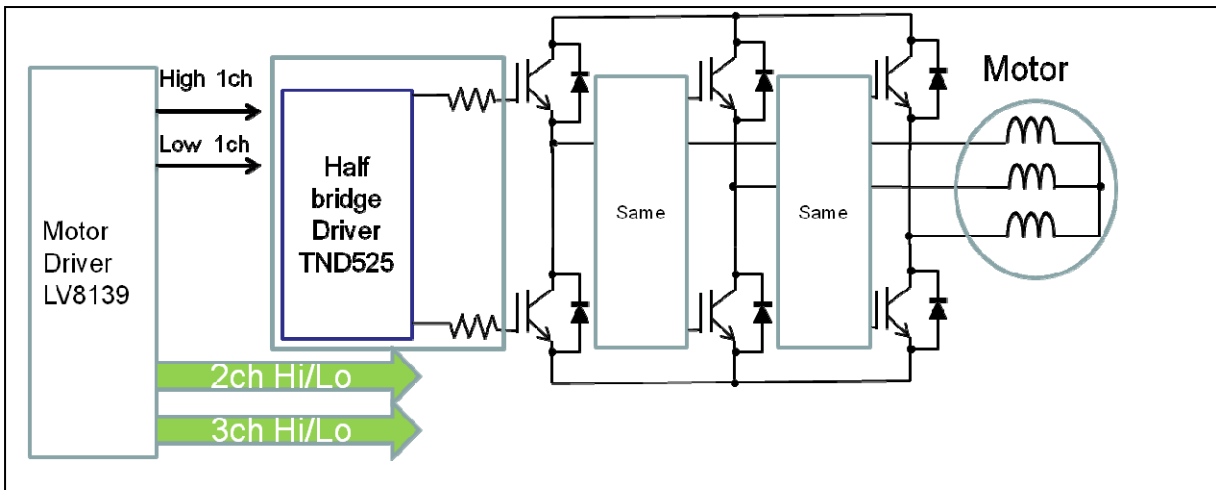 High 1ch
Low 1ch
Motor
Driver
LV8139
Half
bridge
Driver
TND525
Same
Same
Motor
2ch Hi/Lo
3ch Hi/Lo